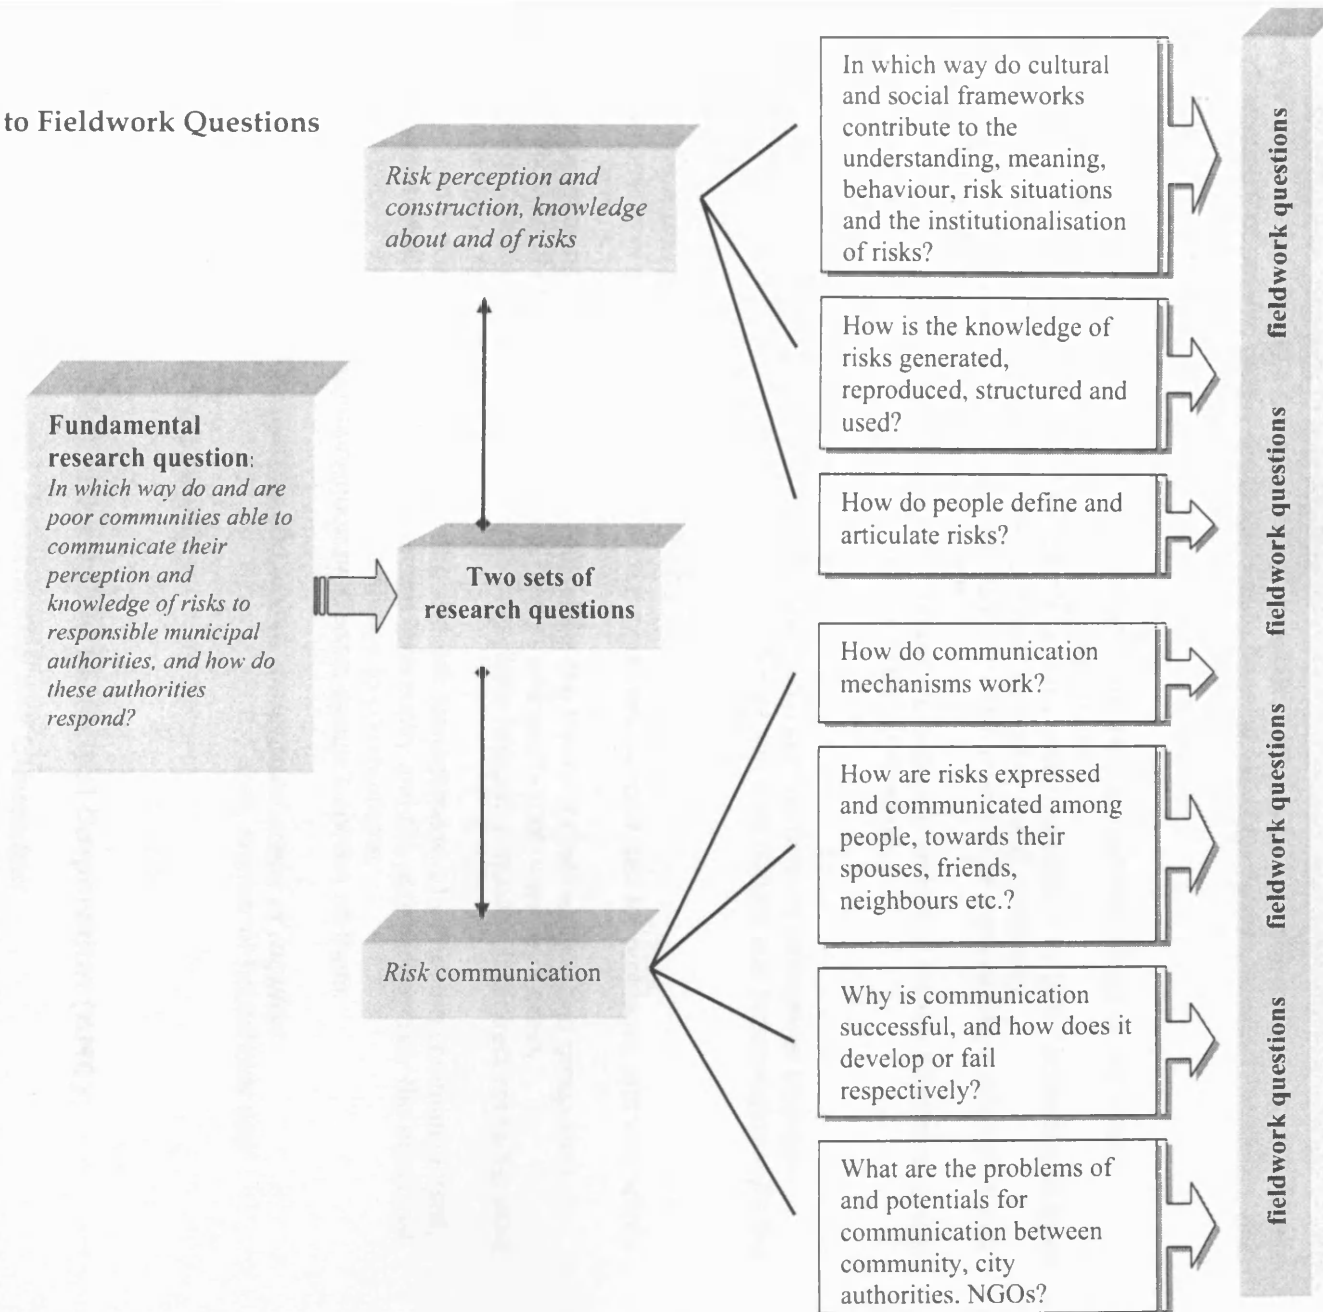 to Fieldwork Questions
Risk perception and
construction, knowledge
about and of risks
Fundamental
research question:
In which way do and are
poor communities able to
communicate their
perception and
knowledge of risks to
responsible municipal
authorities, and how do
these authorities
respond?
Two sets of
research questions
Risk communication
In which way do cultural
and social frameworks
contribute to the
understanding, meaning,
behaviour, risk situations
and the institutionalisation
of risks?
How is the knowledge of
risks generated,
reproduced, structured and
used?
How do people define and
articulate risks?
How do communication
mechanisms work?
How are risks expressed
and communicated among
people, towards their
spouses, friends,
neighbours etc.?
Why is communication
successful, and how does it
develop or fail
respectively?
What are the problems of
and potentials for
communication between
community, city
authorities. NGOs?
fieldwork questions
fieldwork questions
fieldwork questions
fieldwork questions